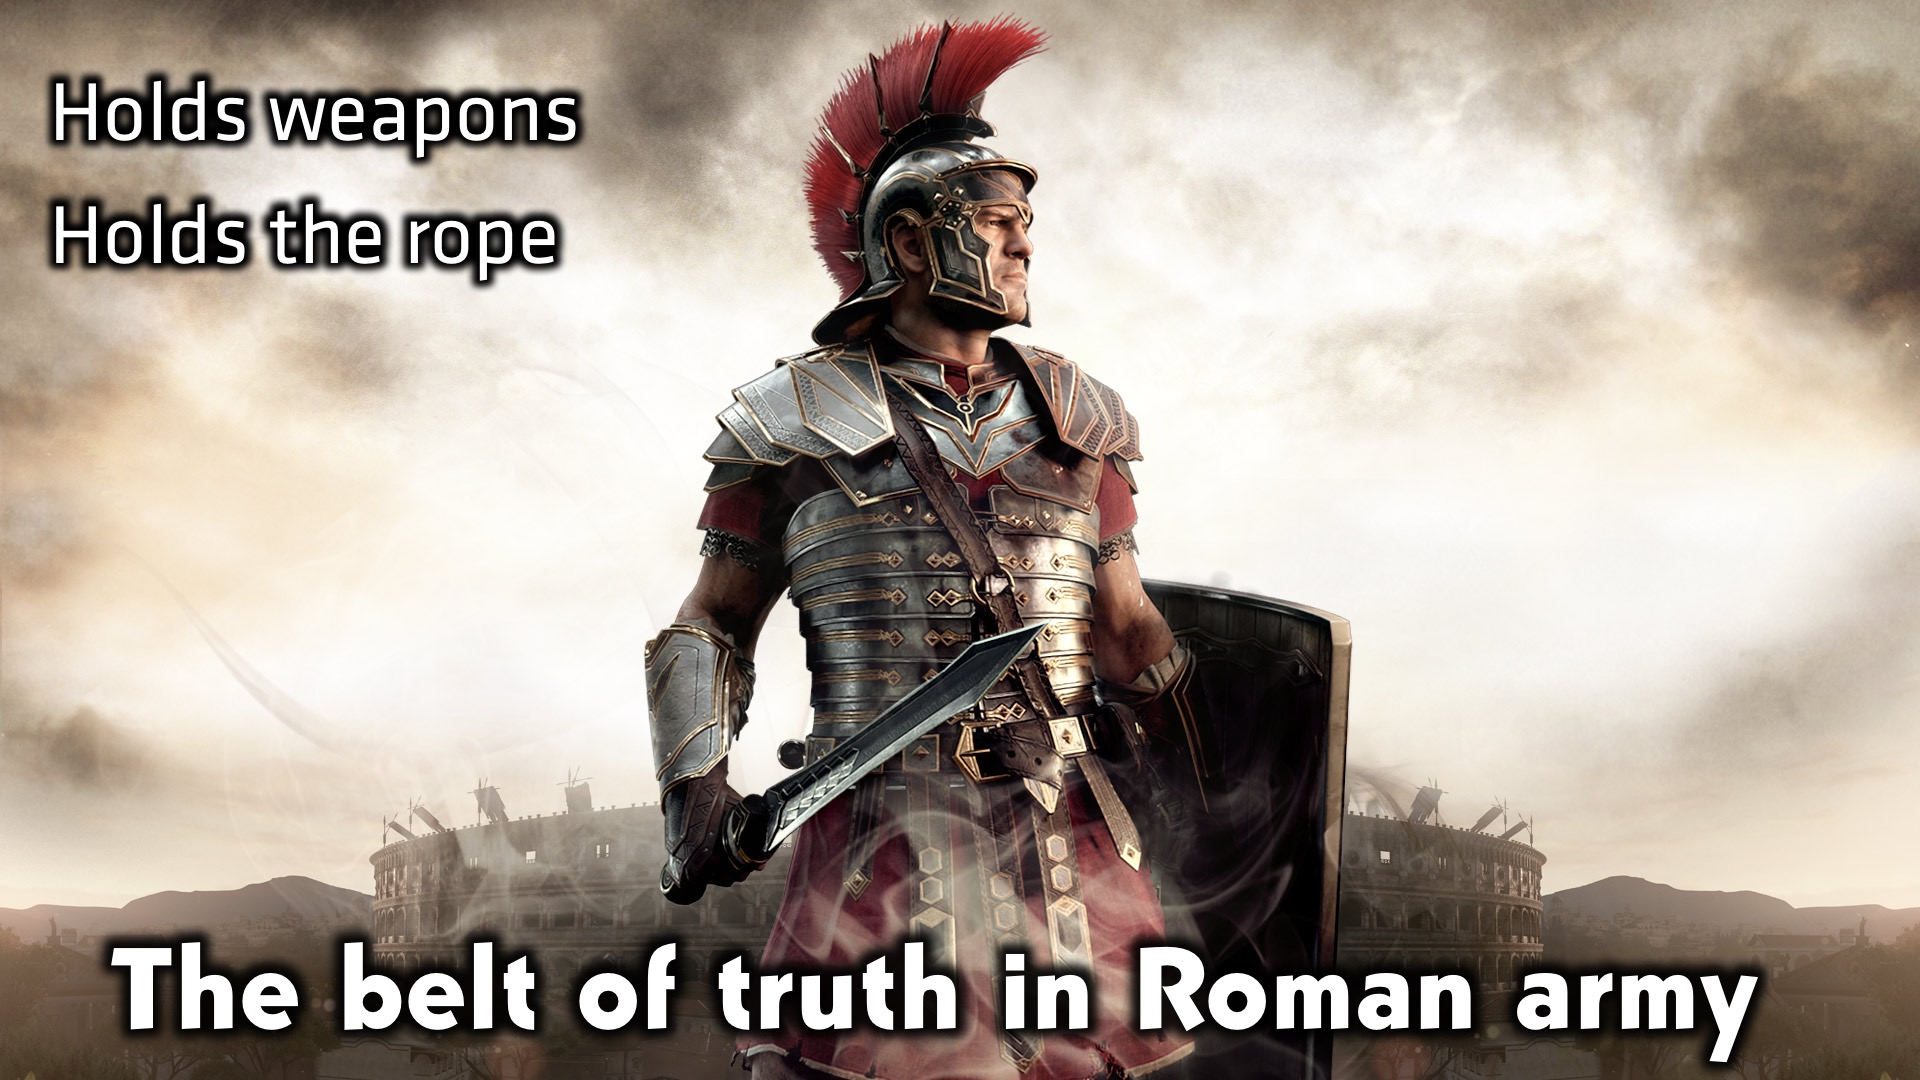 Holds weapons
Holds the rope
The belt of truth in Roman army